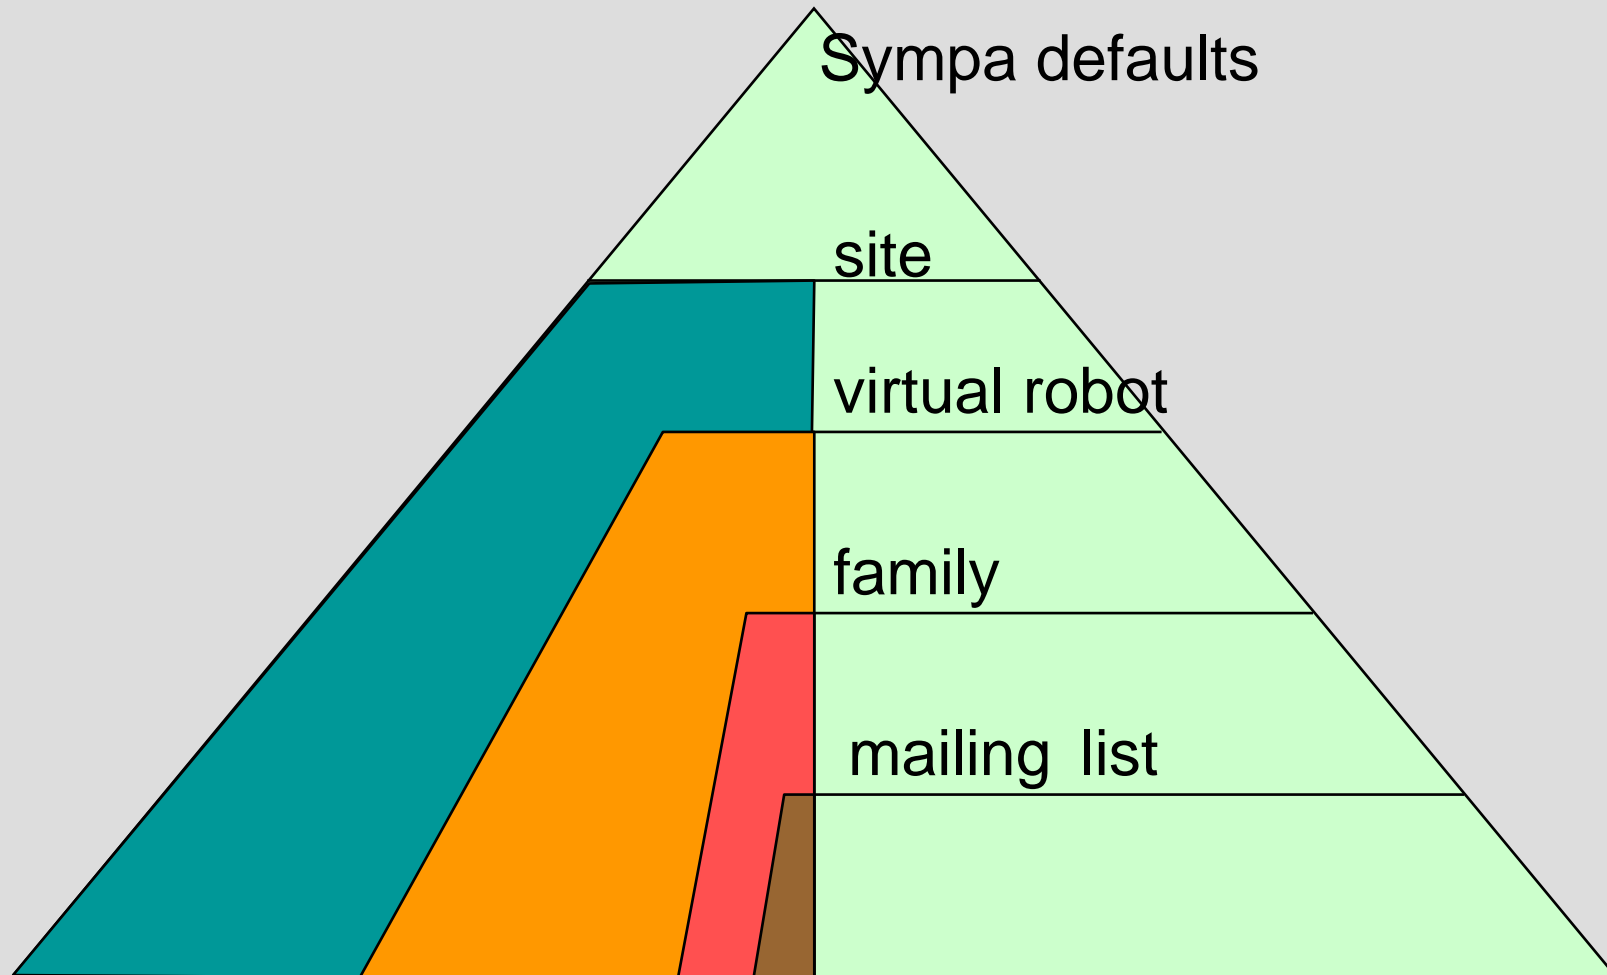 Sympa defaults
site
virtual robot
family
mailing list